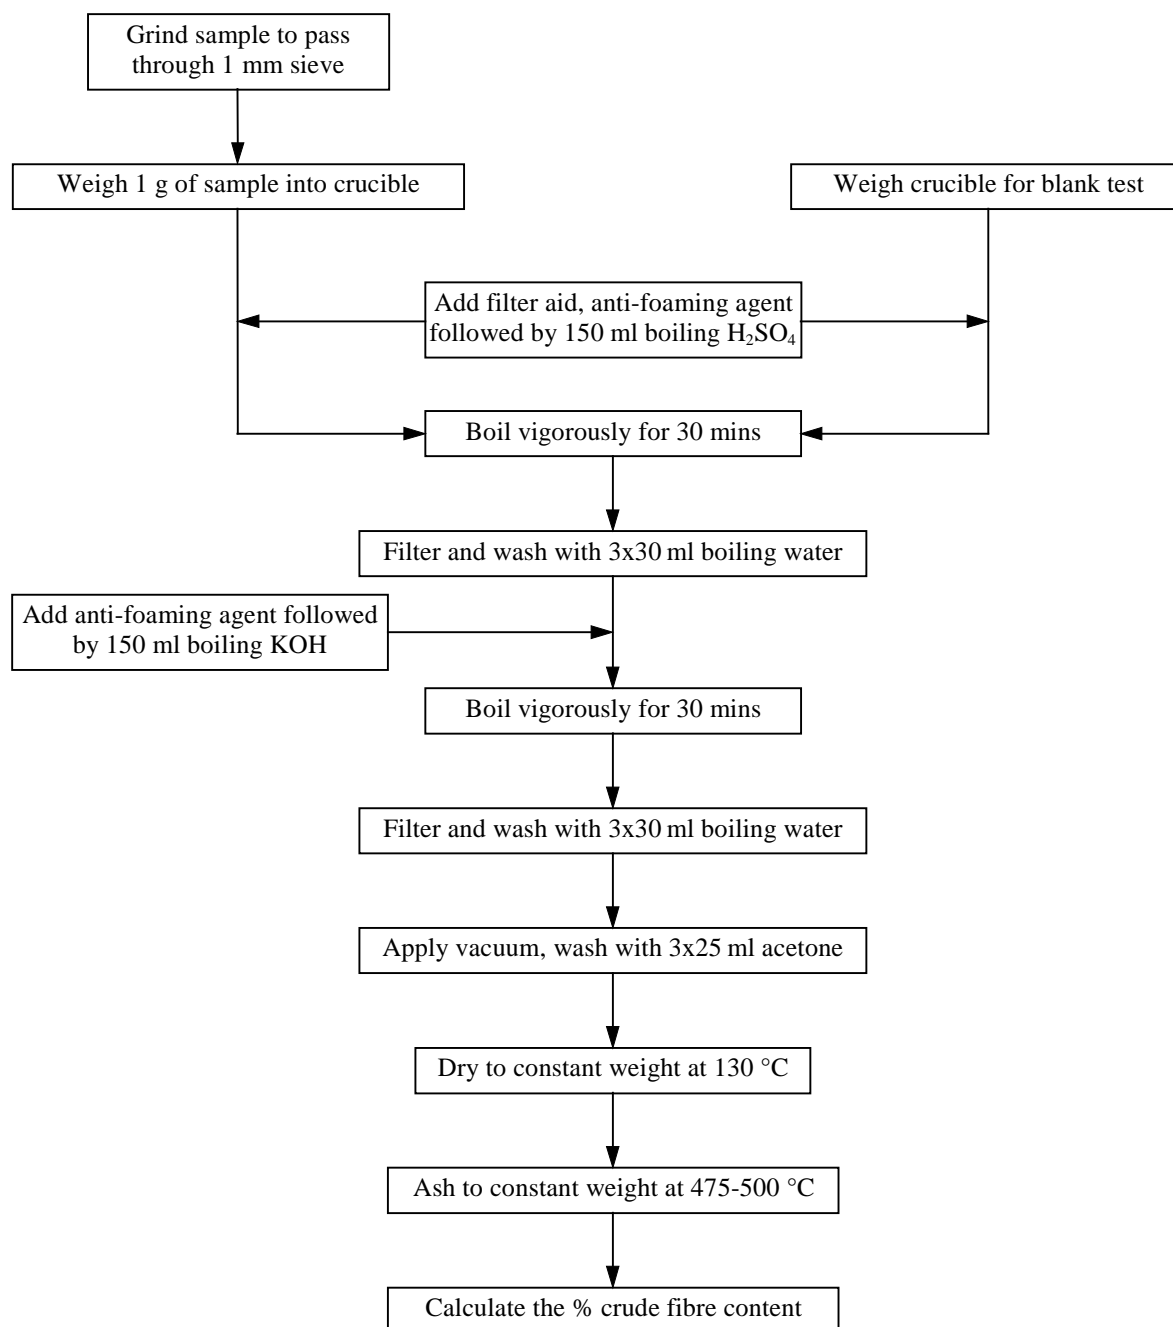 Grind sample to pass
through 1 mm sieve
Weigh 1 g of sample into crucible
Weigh crucible for blank test
Add filter aid, anti-foaming agent
followed by 150 ml boiling H₂SO₄
Boil vigorously for 30 mins
Filter and wash with 3x30 ml boiling water
Add anti-foaming agent followed
by 150 ml boiling KOH
Boil vigorously for 30 mins
Filter and wash with 3x30 ml boiling water
Apply vacuum, wash with 3x25 ml acetone
Dry to constant weight at 130 °C
Ash to constant weight at 475-500 °C
Calculate the % crude fibre content